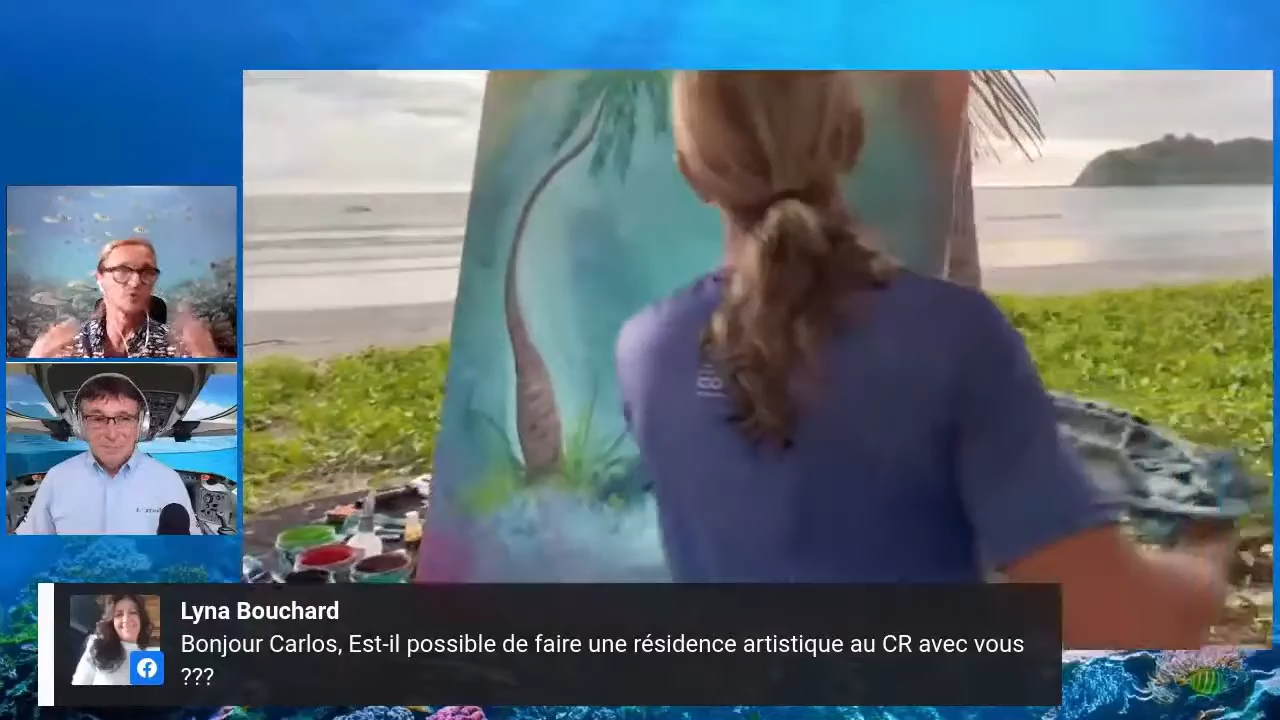 Lyna Bouchard
Bonjour Carlos, Est-il possible de faire une résidence artistique au CR avec vous
???